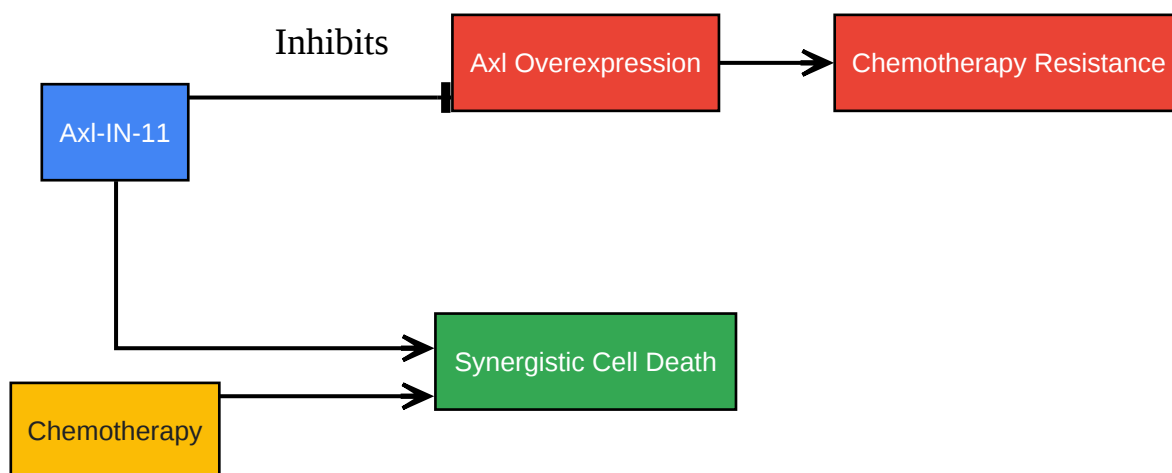 Inhibits
Axl Overexpression
Chemotherapy Resistance
Axl-IN-11
Synergistic Cell Death
Chemotherapy